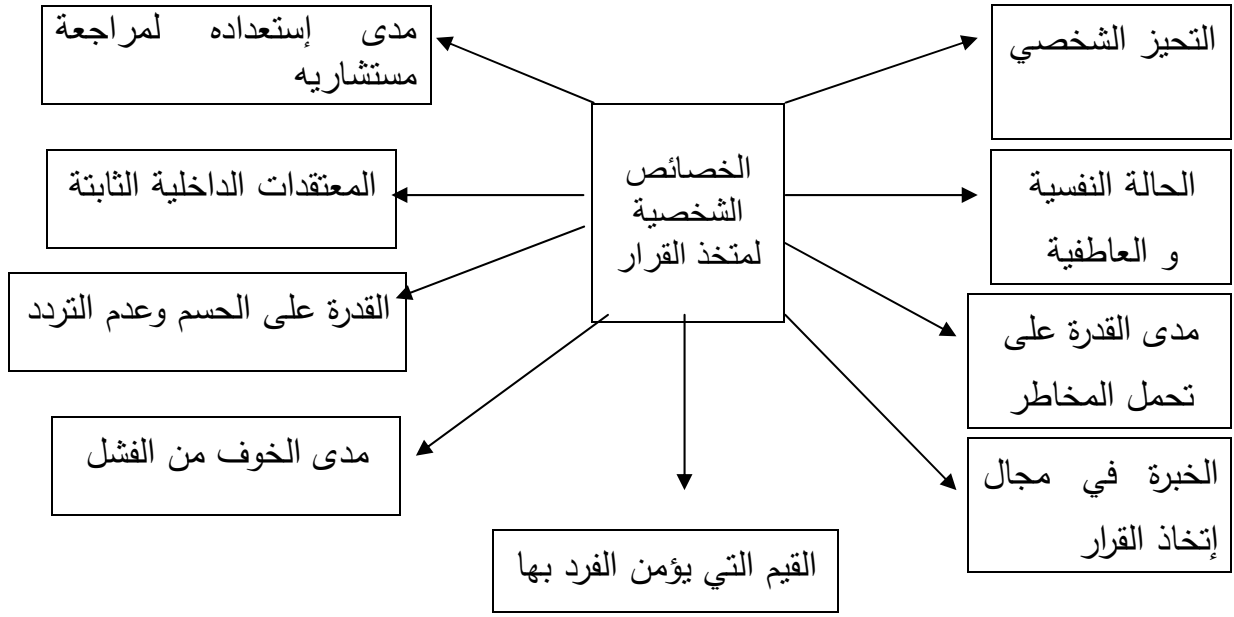 التحيز الشخصي
مدى إستعداده لمراجعة
مستشاريه
الخصائص
الشخصية
لمتخذ القرار
الحالة النفسية
و العاطفية
المعتقدات الداخلية الثابتة
مدى القدرة على
تحمل المخاطر
القدرة على الحسم وعدم التردد
الخبرة في مجال
إتخاذ القرار
مدى الخوف من الفشل
القيم التي يؤمن الفرد بها